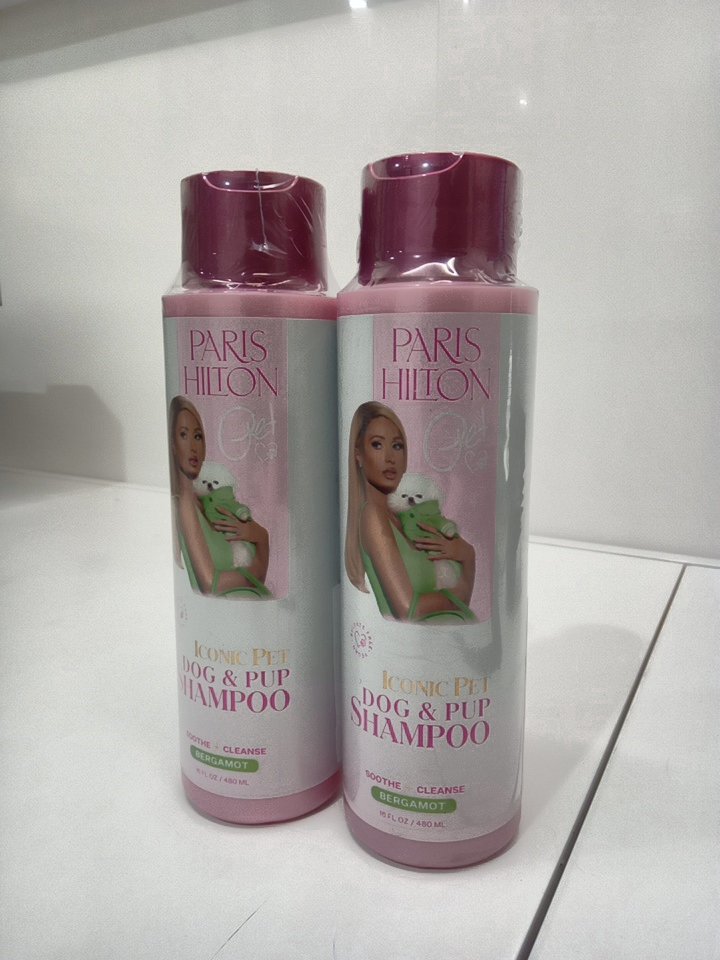 PARIS
HILTON
ICONIC PET
DOG & PUP
SHAMPOO
SOOTHE + CLEANSE
BERGAMOT
16 FL OZ / 480 ML
PARIS
HILTON
ICONIC PET
DOG & PUP
SHAMPOO
SOOTHE + CLEANSE
BERGAMOT
16 FL OZ / 480 ML